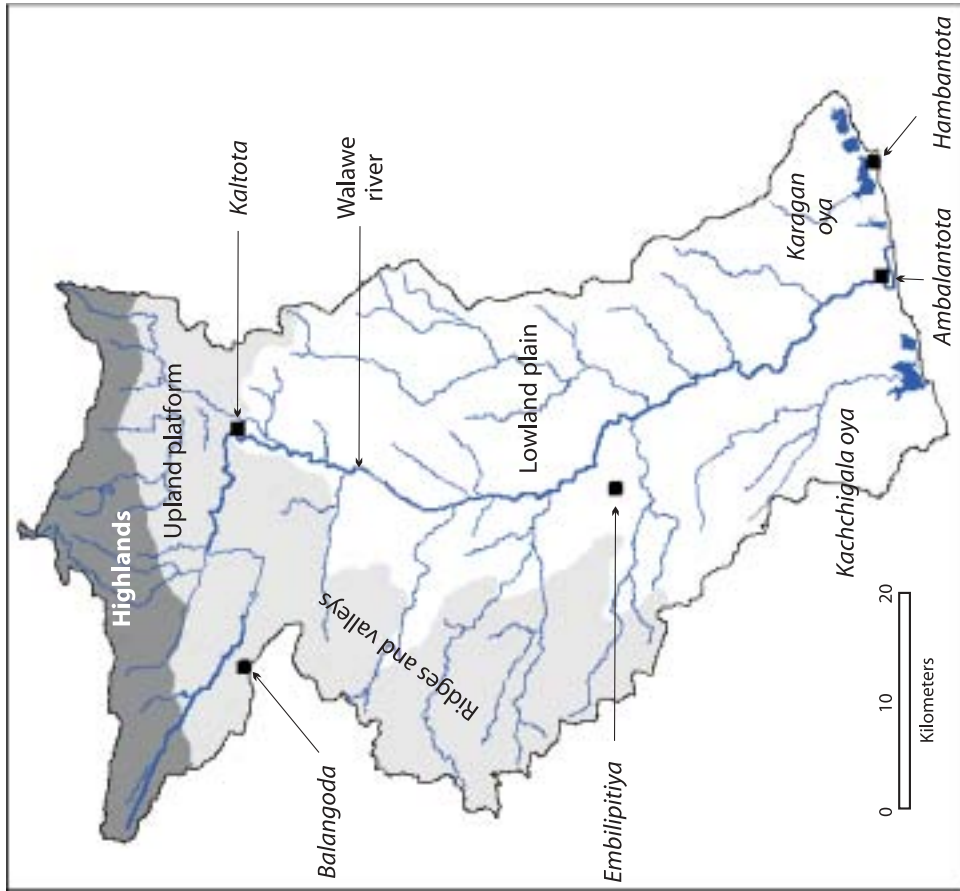 Highlands
Upland platform
Kaltota
Walawe
river
Balangoda
Ridges and valleys
Lowland plain
Embilipitiya
Karagan
oya
Kachchigala oya
Ambalantota
Hambantota
0 10 20
Kilometers